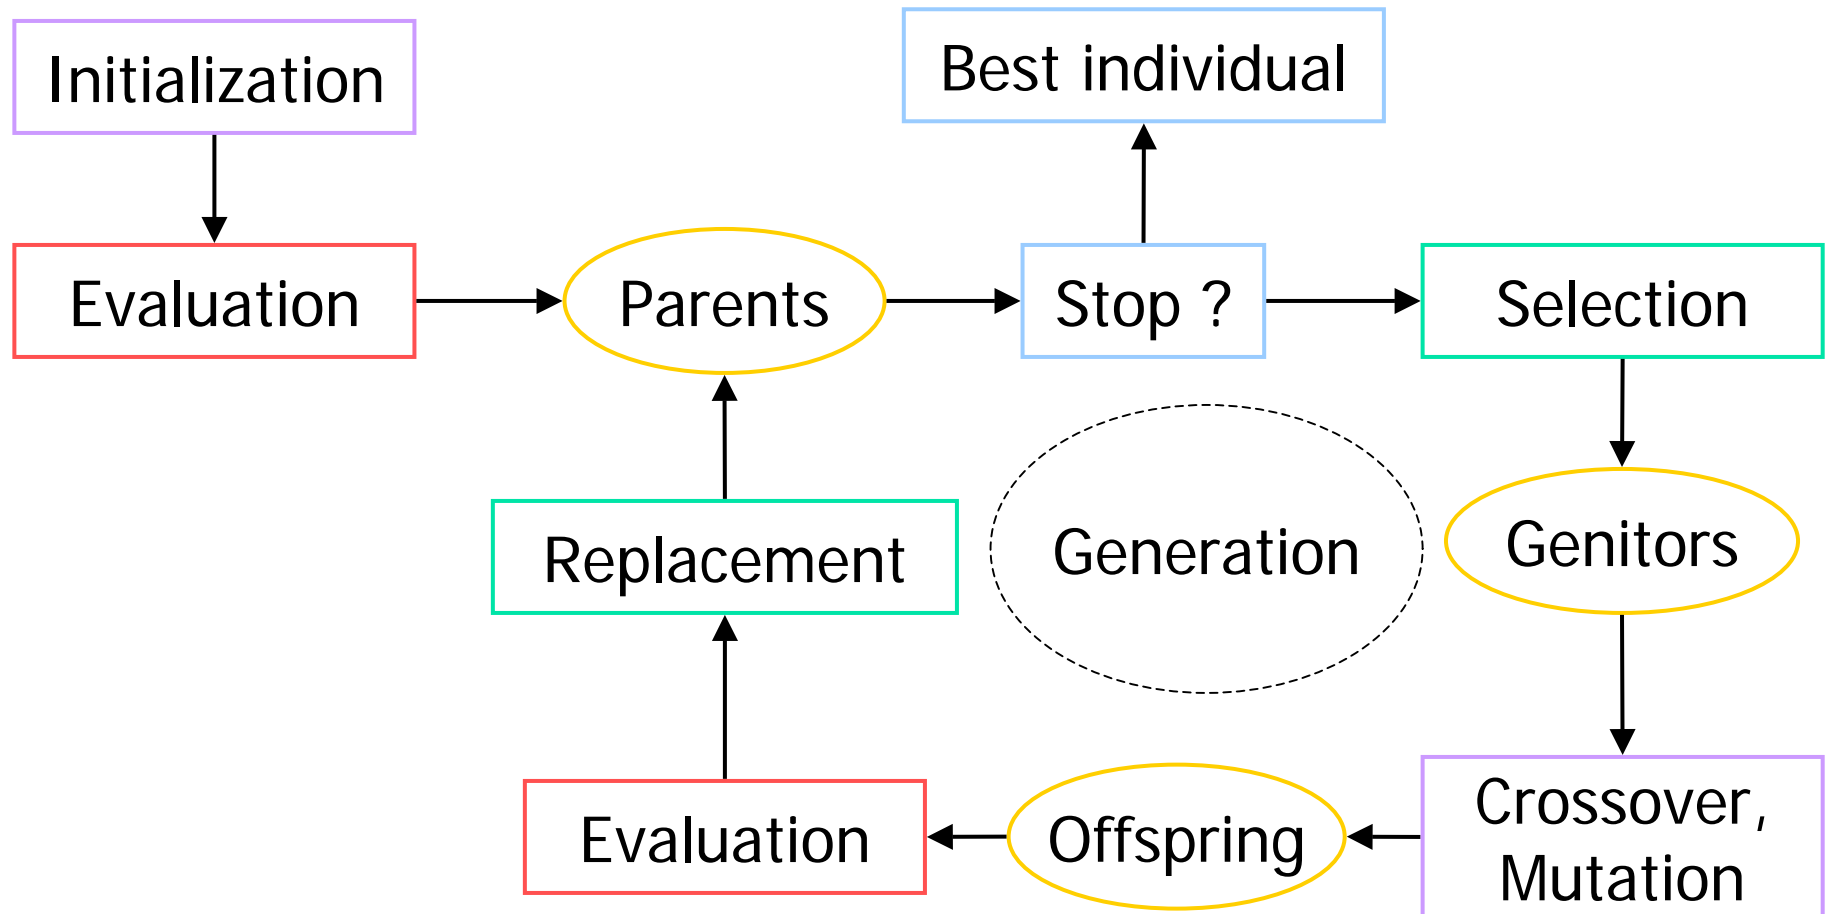 Initialization
Best individual
Evaluation
Parents
Stop ?
Selection
Replacement
Generation
Genitors
Evaluation
Offspring
Crossover,
Mutation